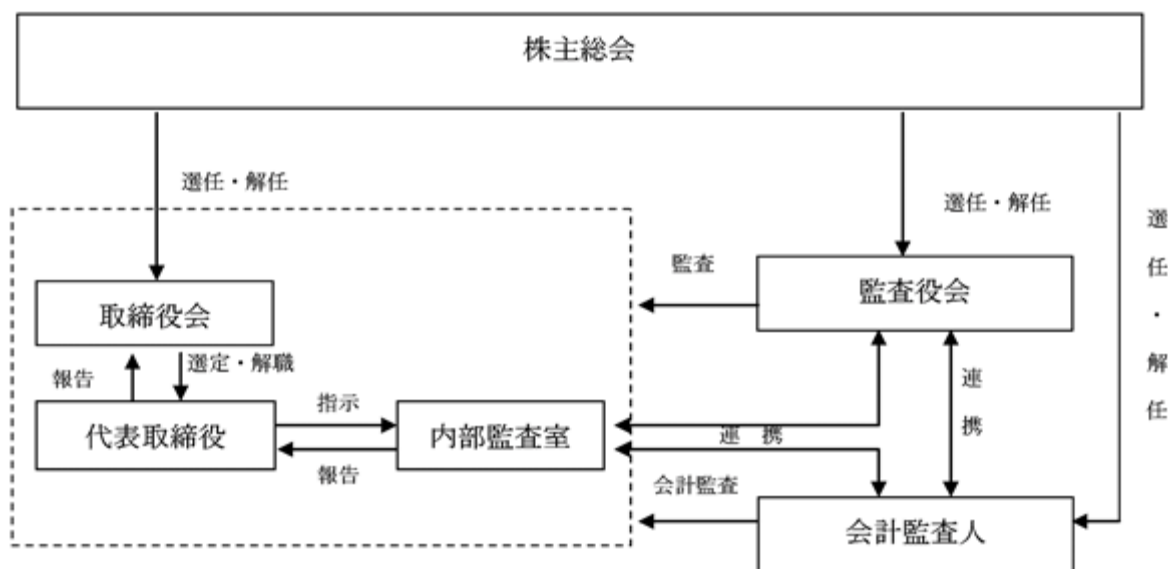 株主総会
選任・解任
選任・解任
選任・解任
監査
監査役会
取締役会
選定・解職
報告
連携
指示
代表取締役
内部監査室
連 携
報告
会計監査
会計監査人